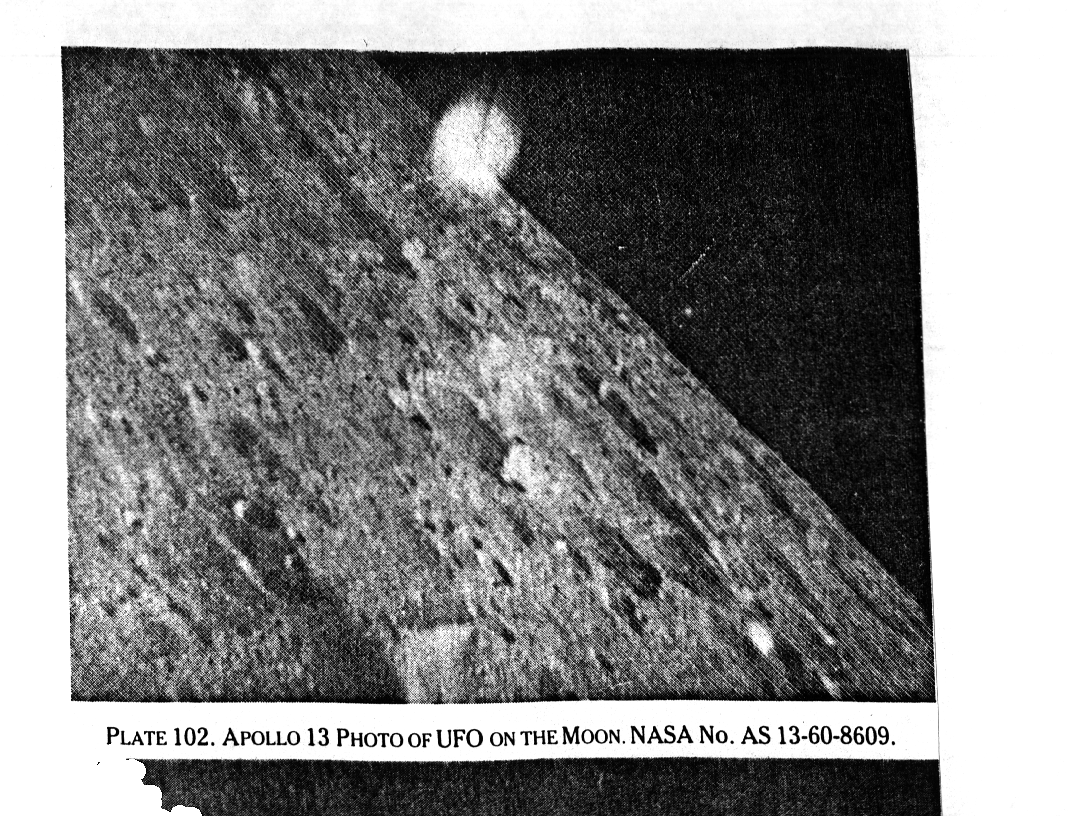 PLATE 102. APOLLO 13 PHOTO OF UFO ON THE MOON. NASA NO. AS 13-60-8609.